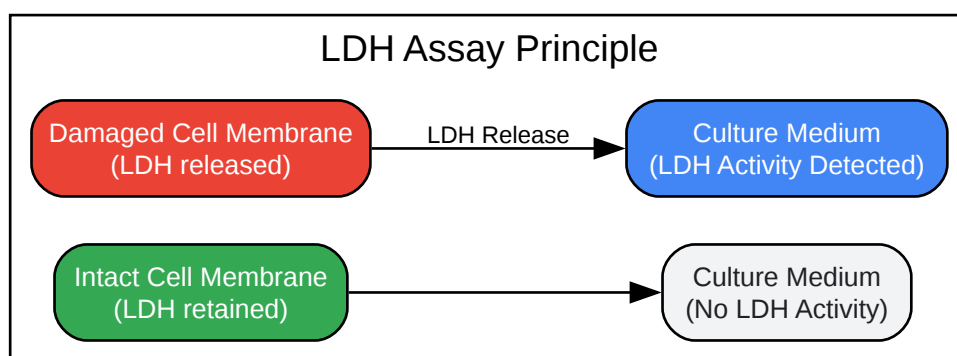 LDH Assay Principle
Damaged Cell Membrane
(LDH released)
LDH Release
Culture Medium
(LDH Activity Detected)
Intact Cell Membrane
(LDH retained)
Culture Medium
(No LDH Activity)